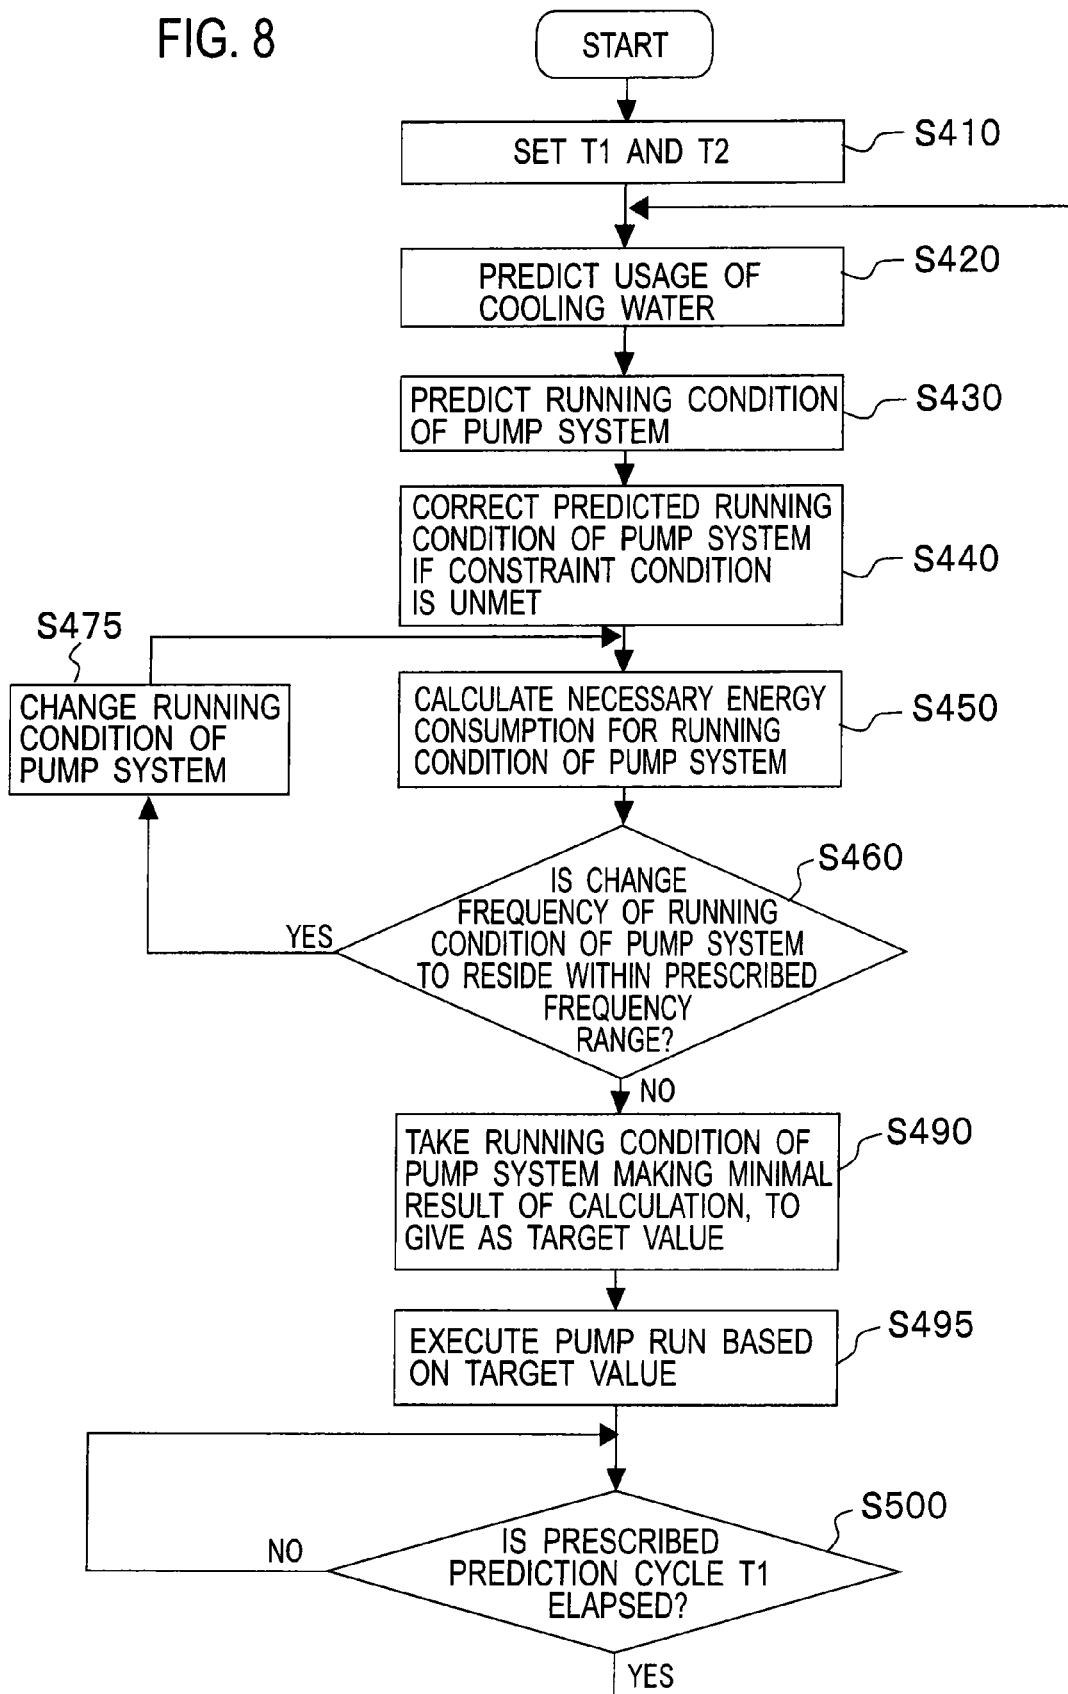 FIG. 8
START
SET T1 AND T2
S410
PREDICT USAGE OF
COOLING WATER
S420
PREDICT RUNNING CONDITION
OF PUMP SYSTEM
S430
CORRECT PREDICTED RUNNING
CONDITION OF PUMP SYSTEM
IF CONSTRAINT CONDITION
IS UNMET
S440
S475
CHANGE RUNNING
CONDITION OF
PUMP SYSTEM
CALCULATE NECESSARY ENERGY
CONSUMPTION FOR RUNNING
CONDITION OF PUMP SYSTEM
S450
S460
IS CHANGE
FREQUENCY OF RUNNING
CONDITION OF PUMP SYSTEM
TO RESIDE WITHIN PRESCRIBED
FREQUENCY
RANGE?
YES
NO
TAKE RUNNING CONDITION OF
PUMP SYSTEM MAKING MINIMAL
RESULT OF CALCULATION, TO
GIVE AS TARGET VALUE
S490
EXECUTE PUMP RUN BASED
ON TARGET VALUE
S495
S500
IS PRESCRIBED
PREDICTION CYCLE T1
ELAPSED?
NO
YES